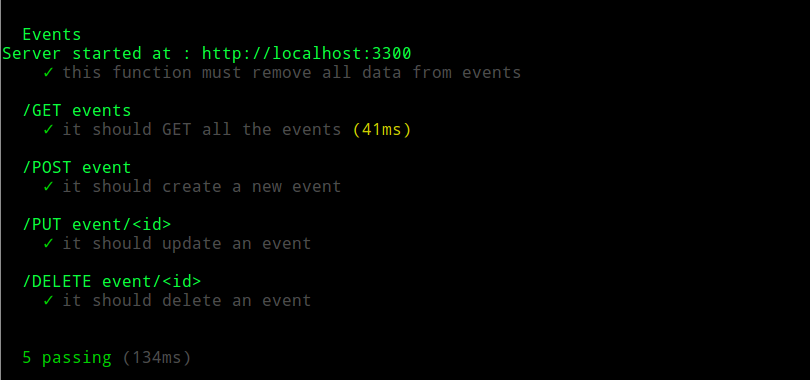 Events
Server started at : http://localhost:3300
✓ this function must remove all data from events
/GET events
✓ it should GET all the events (41ms)
/POST event
✓ it should create a new event
/PUT event/<id>
✓ it should update an event
/DELETE event/<id>
✓ it should delete an event
5 passing (134ms)